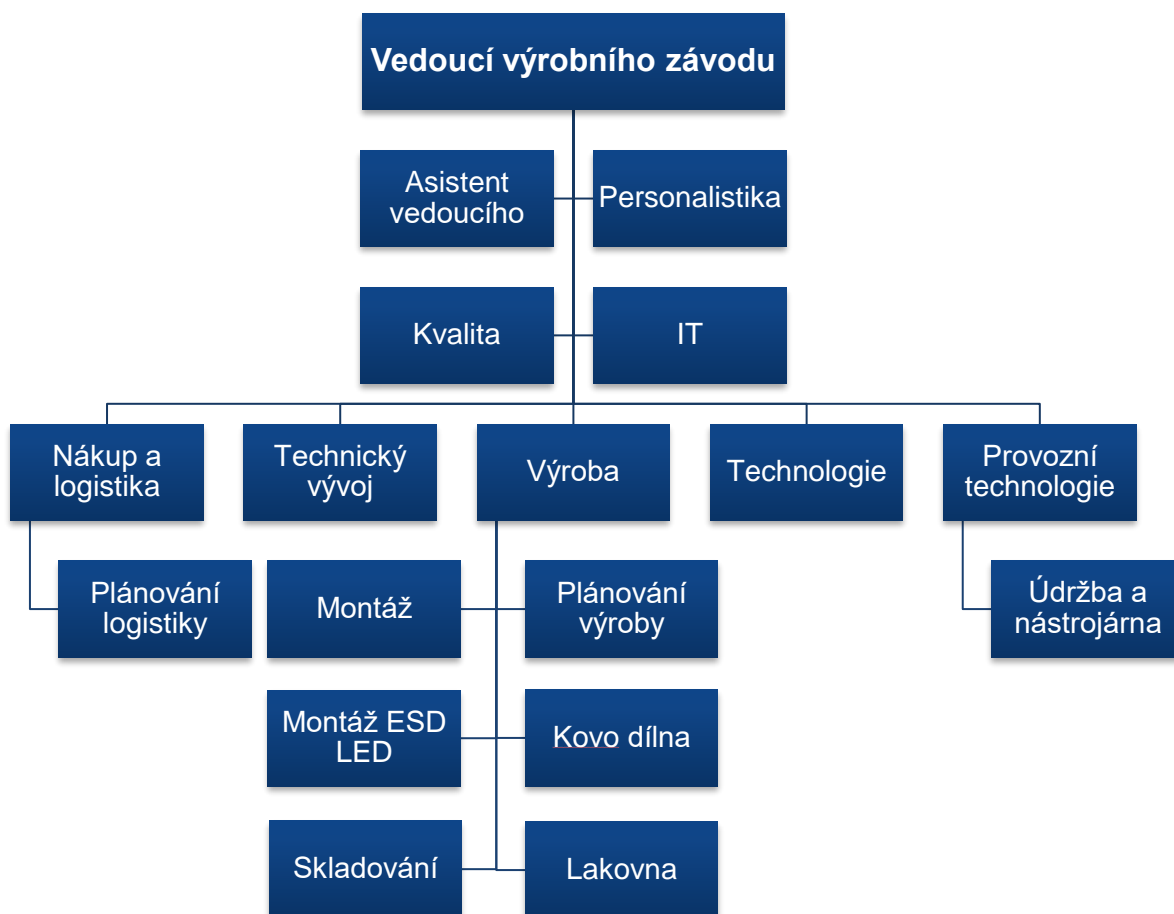 Vedoucí výrobního závodu
Asistent
vedoucího
Personalistika
Kvalita
IT
Nákup a
logistika
Technický
vývoj
Výroba
Technologie
Provozní
technologie
Plánování
logistiky
Montáž
Plánování
výroby
Údržba a
nástrojárna
Montáž ESD
LED
Kovo dílna
Skladování
Lakovna